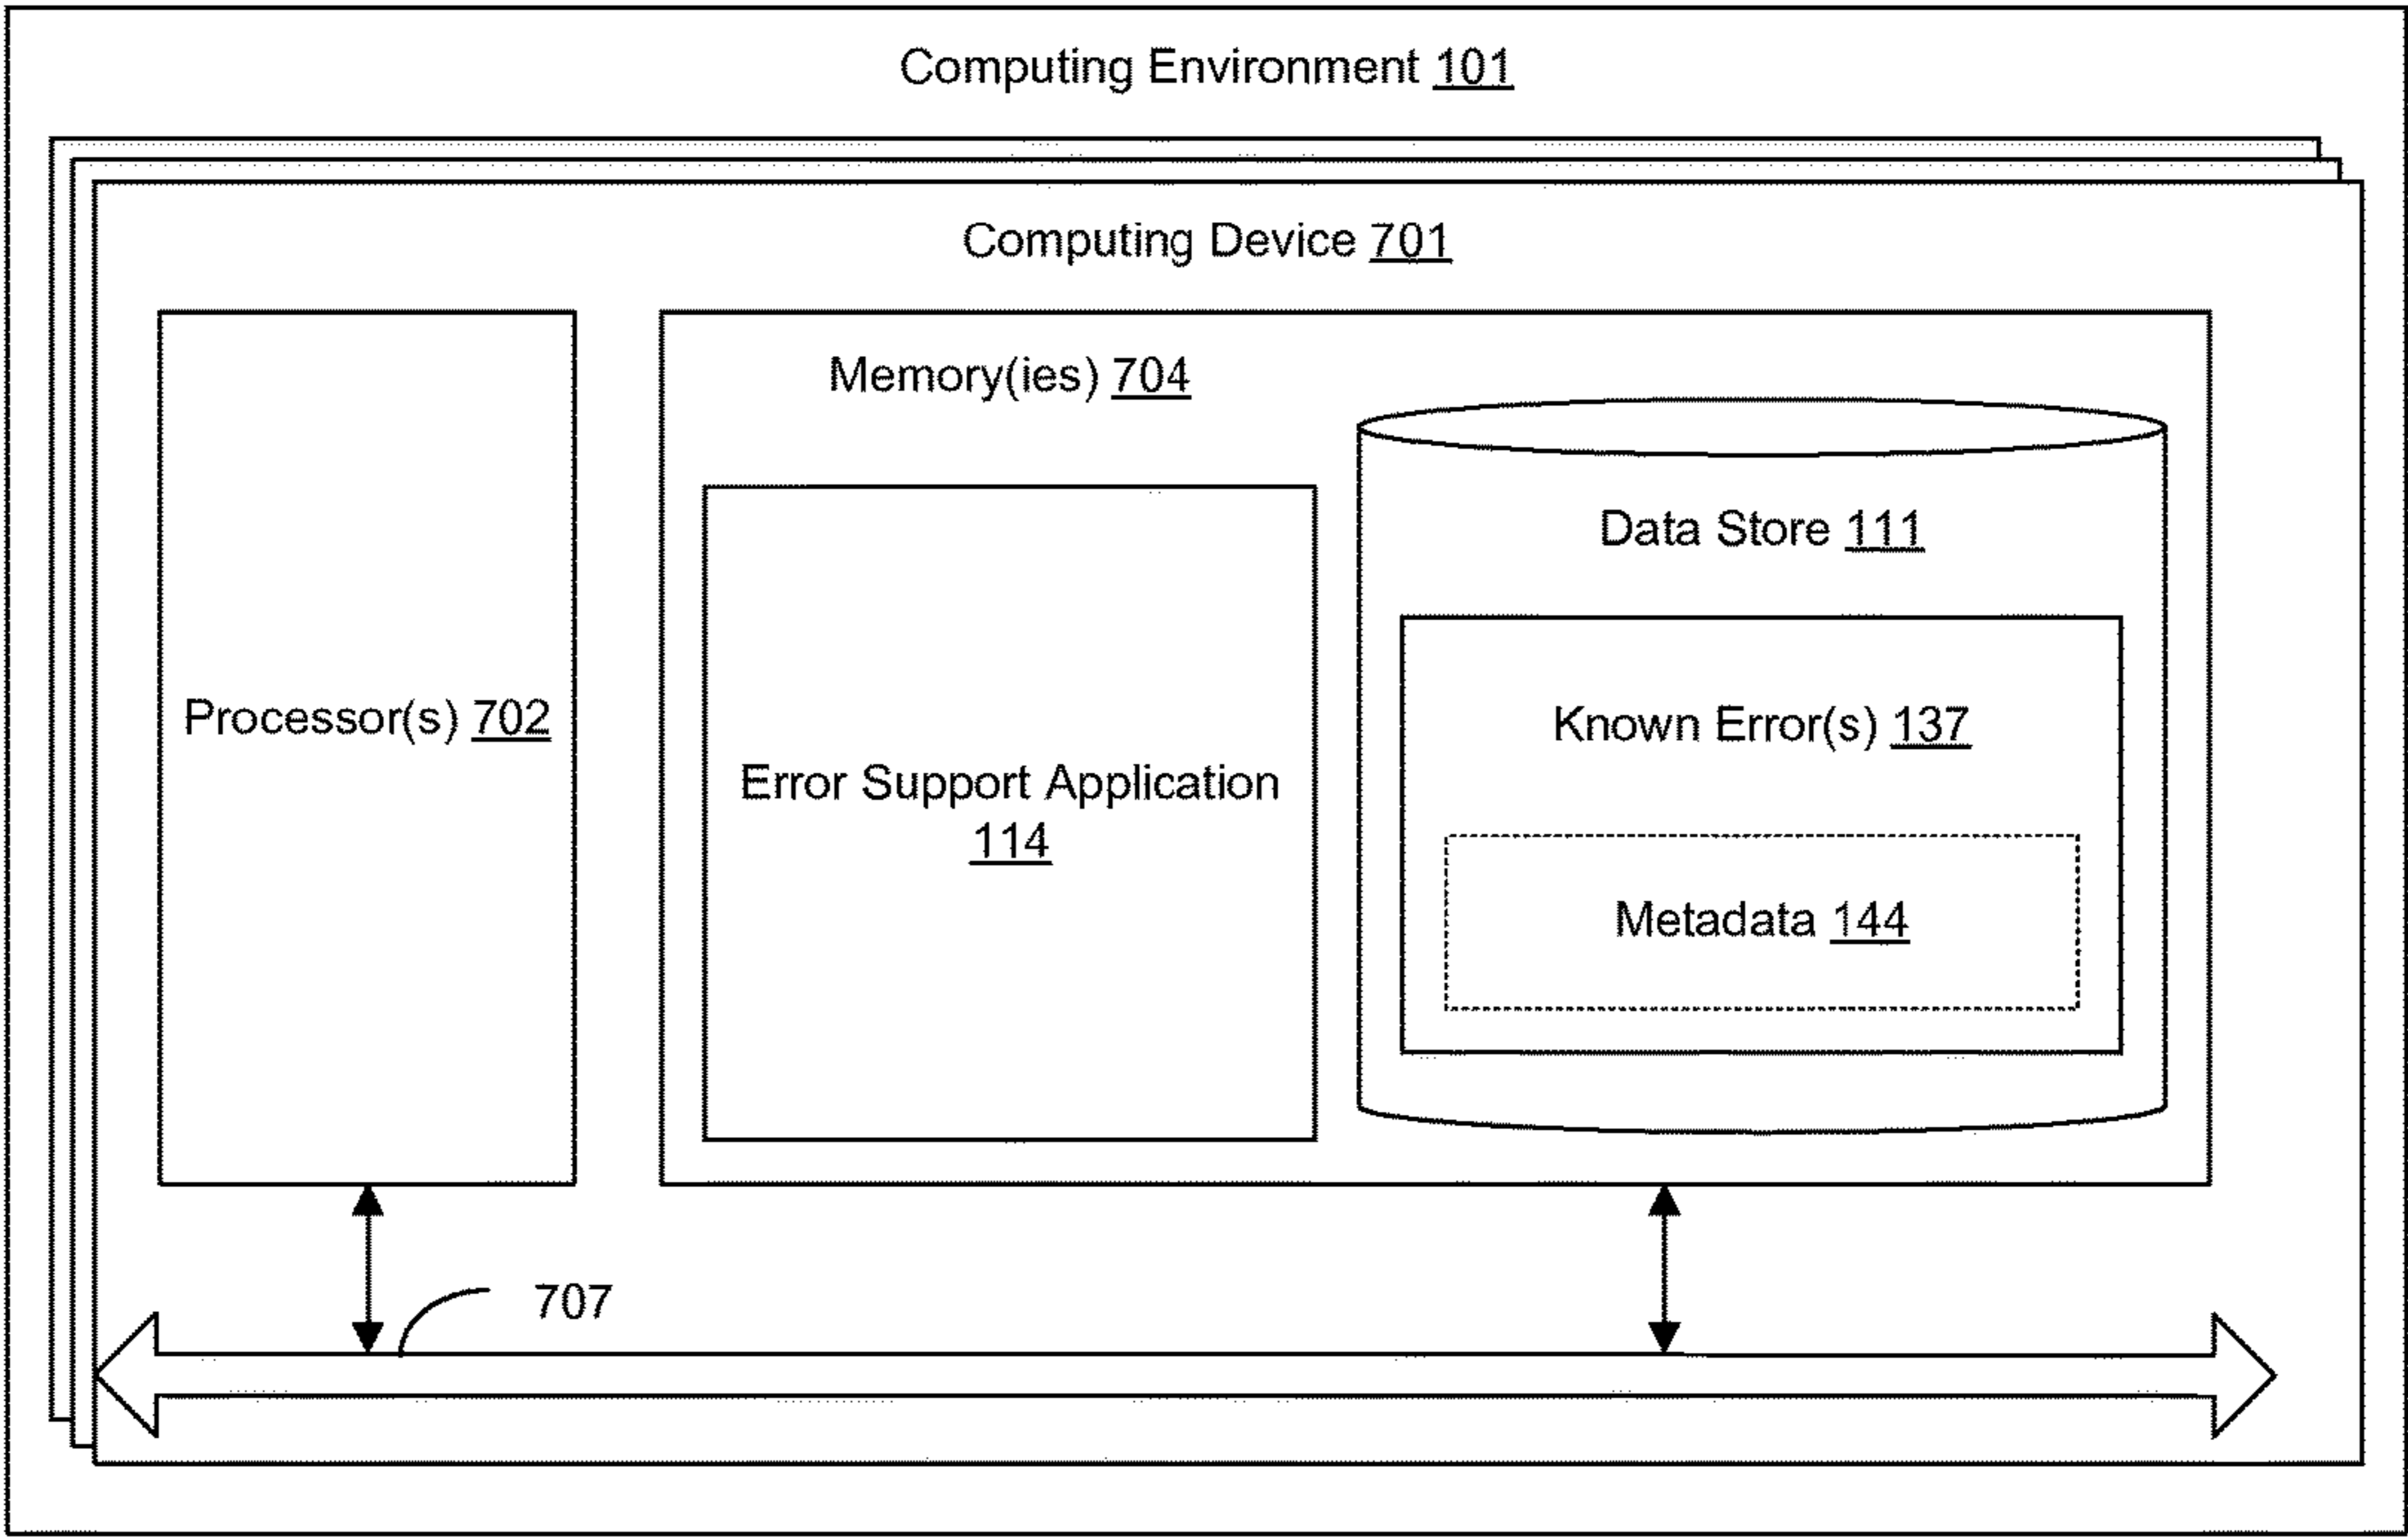 Computing Environment 101
Computing Device 701
Memory(ies) 704
Data Store 111
Processor(s) 702
Known Error(s) 137
Error Support Application
114
Metadata 144
707